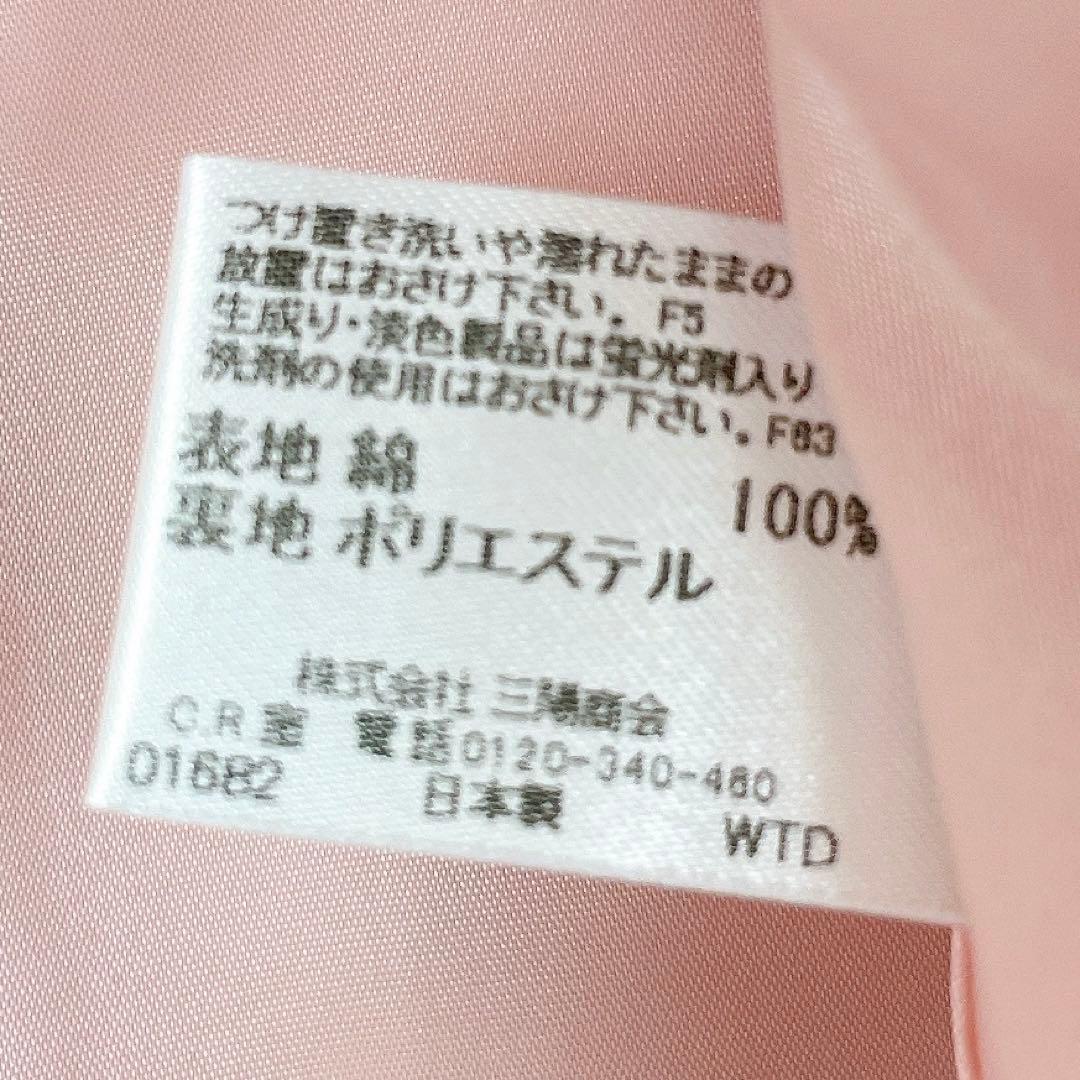 つけ置き洗いや濡れたままの
放置はおさけ下さい。F5
生成り・淡色製品は蛍光剤入り
洗剤の使用はおさけ下さい。F63
表地 綿 100%
裏地 ポリエステル
株式会社 三陽商会
C.R室 電話0120-340-460
01682 日本製
WTD